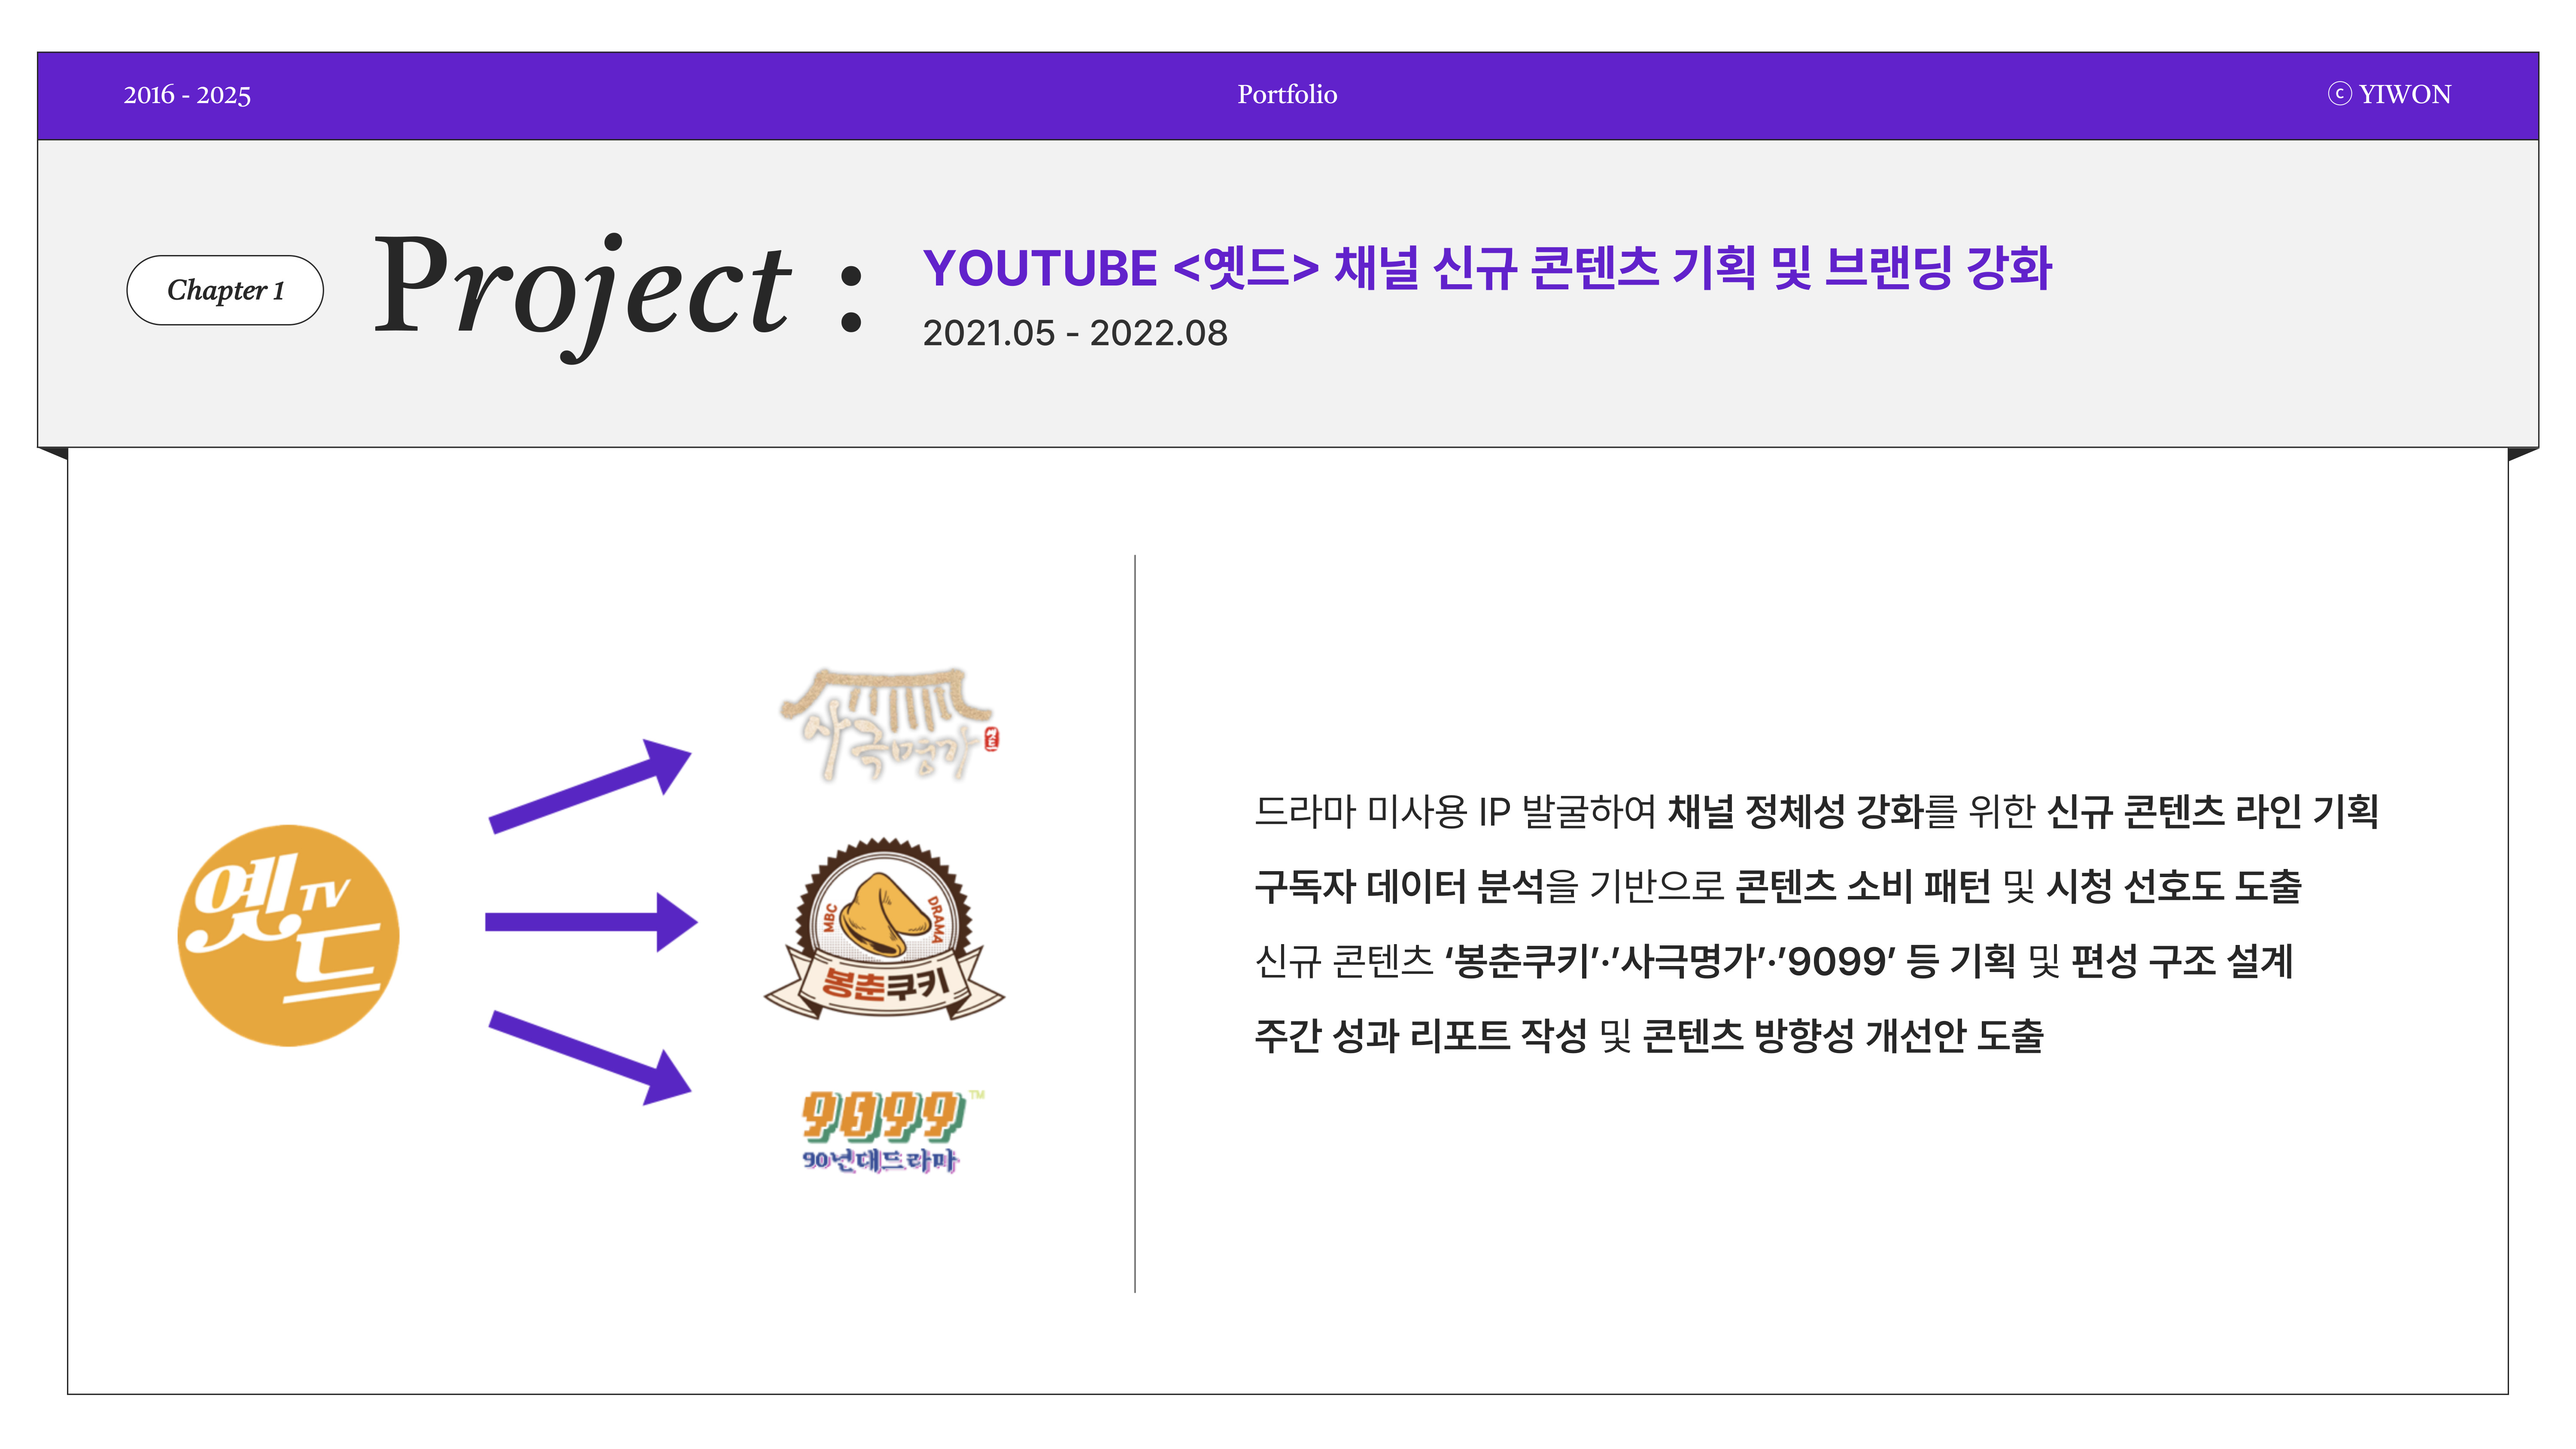 2016 - 2025
Portfolio
ⓒ YIWON
Chapter 1
Project :
YOUTUBE <옛드> 채널 신규 콘텐츠 기획 및 브랜딩 강화
2021.05 - 2022.08
옛드 TV
사극명가
옛드
MBC DRAMA
봉춘쿠키
9099 TM
90년대드라마
드라마 미사용 IP 발굴하여 채널 정체성 강화를 위한 신규 콘텐츠 라인 기획
구독자 데이터 분석을 기반으로 콘텐츠 소비 패턴 및 시청 선호도 도출
신규 콘텐츠 ‘봉춘쿠키’·’사극명가’·’9099’ 등 기획 및 편성 구조 설계
주간 성과 리포트 작성 및 콘텐츠 방향성 개선안 도출